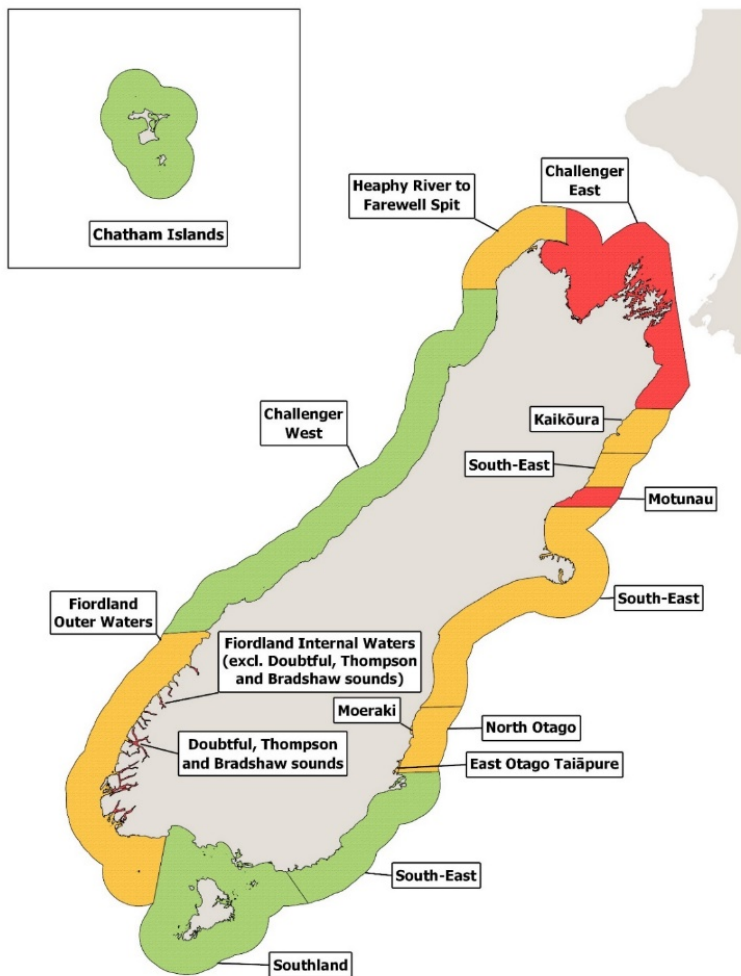 Chatham Islands
Heaphy River to
Farewell Spit
Challenger
East
Challenger
West
Kaikōura
South-East
Motunau
South-East
Fiordland
Outer Waters
Fiordland Internal Waters
(excl. Doubtful, Thompson
and Bradshaw sounds)
Moeraki
North Otago
Doubtful, Thompson
and Bradshaw sounds
East Otago Taiāpure
South-East
Southland